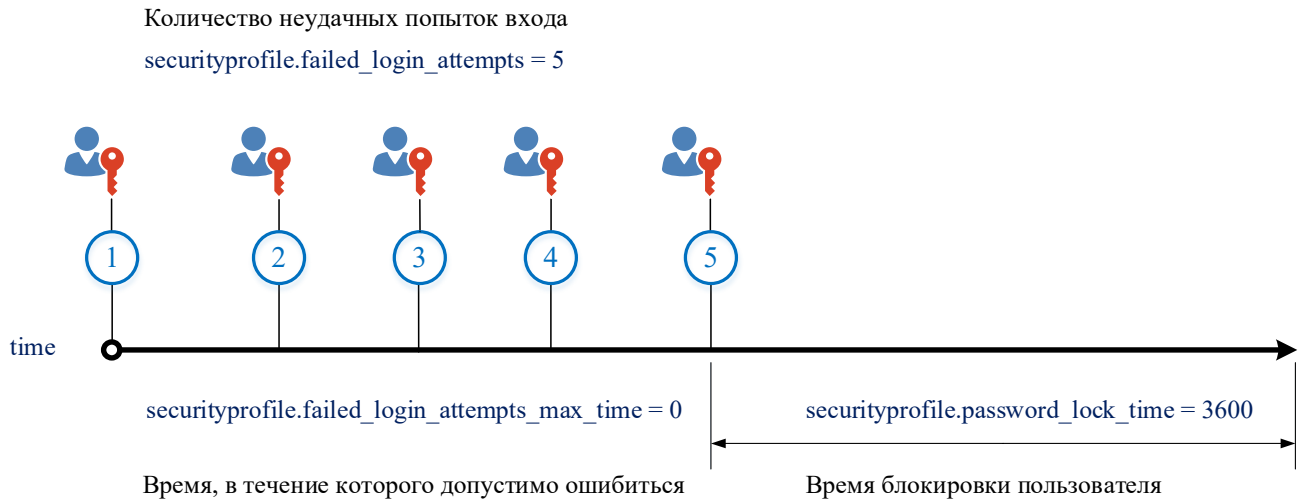 Количество неудачных попыток входа
securityprofile.failed_login_attempts = 5
1 2 3 4 5
time
securityprofile.failed_login_attempts_max_time = 0
securityprofile.password_lock_time = 3600
Время, в течение которого допустимо ошибиться
Время блокировки пользователя